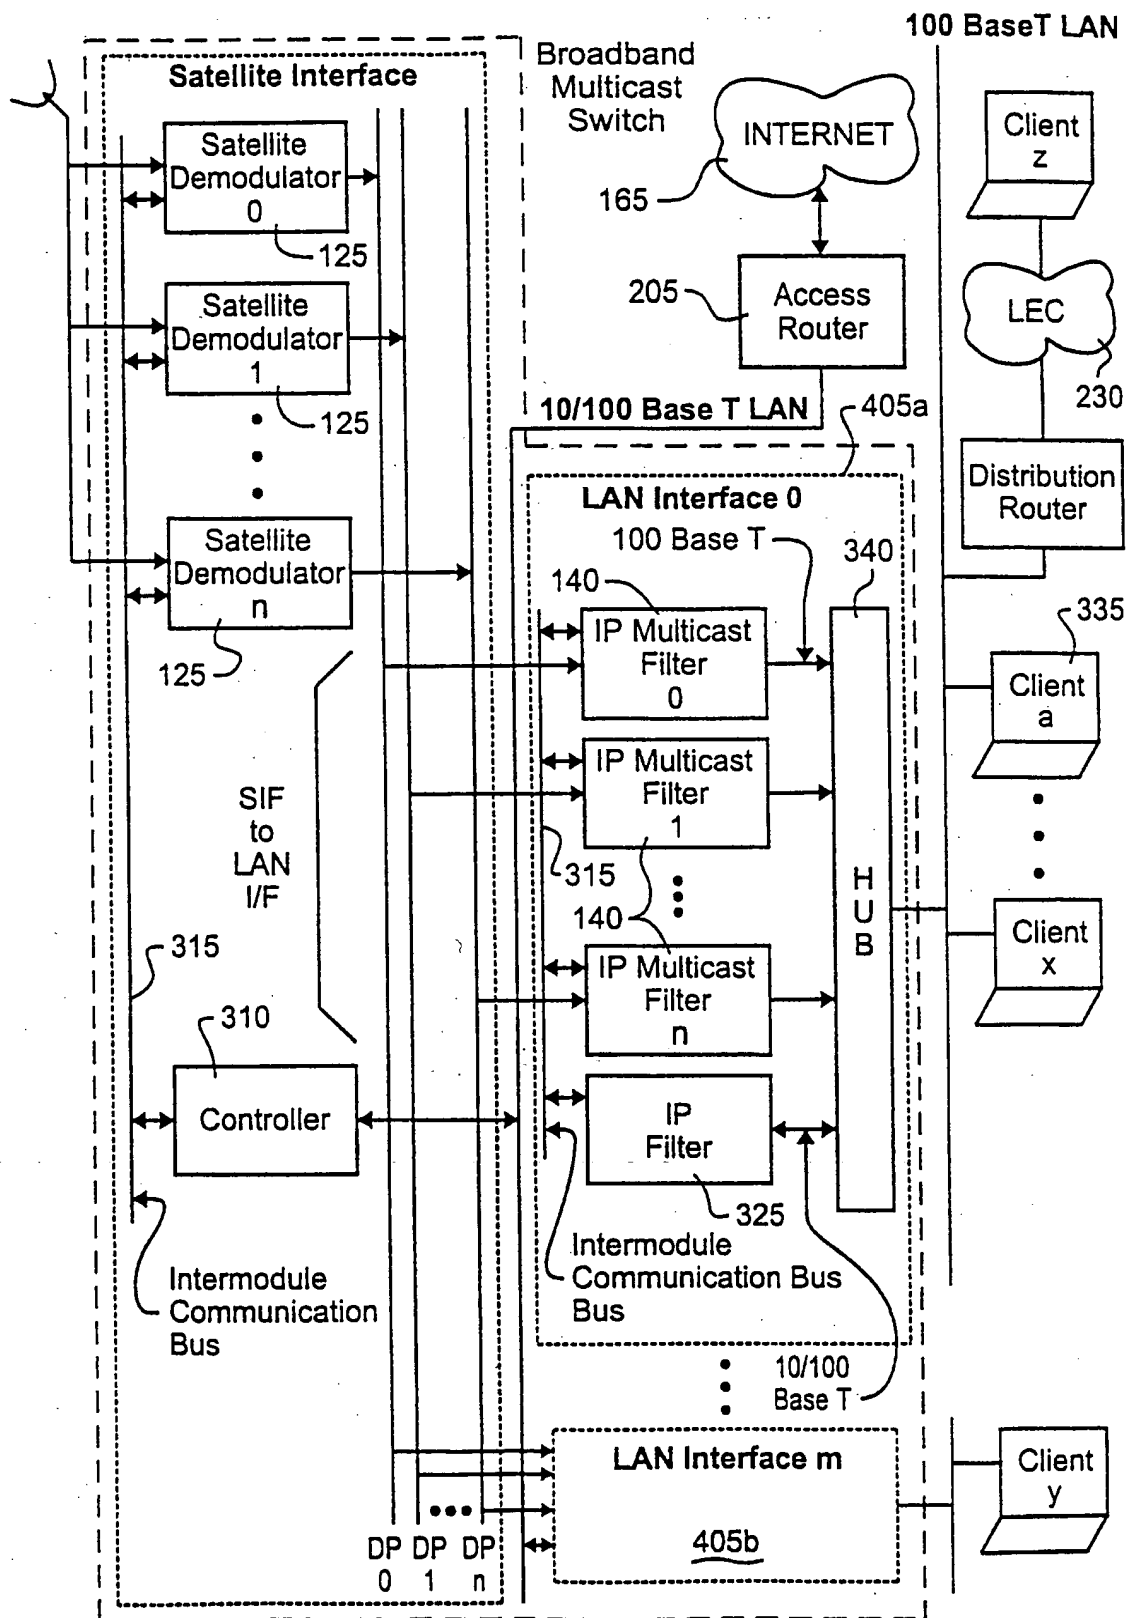 100 BaseT LAN
Satellite Interface
Broadband
Multicast
Switch
INTERNET
165
Client
z
Satellite
Demodulator
0
125
Satellite
Demodulator
1
125
Access
Router
205
LEC
230
10/100 Base T LAN
405a
Distribution
Router
LAN Interface 0
100 Base T
340
Satellite
Demodulator
n
125
140
IP Multicast
Filter
0
335
Client
a
IP Multicast
Filter
1
SIF
to
LAN
I/F
315
140
HUB
IP Multicast
Filter
n
Client
x
315
310
Controller
IP
Filter
325
Intermodule
Communication
Bus
Intermodule
Communication Bus
Bus
10/100
Base T
LAN Interface m
405b
Client
y
DP DP DP
0 1 n